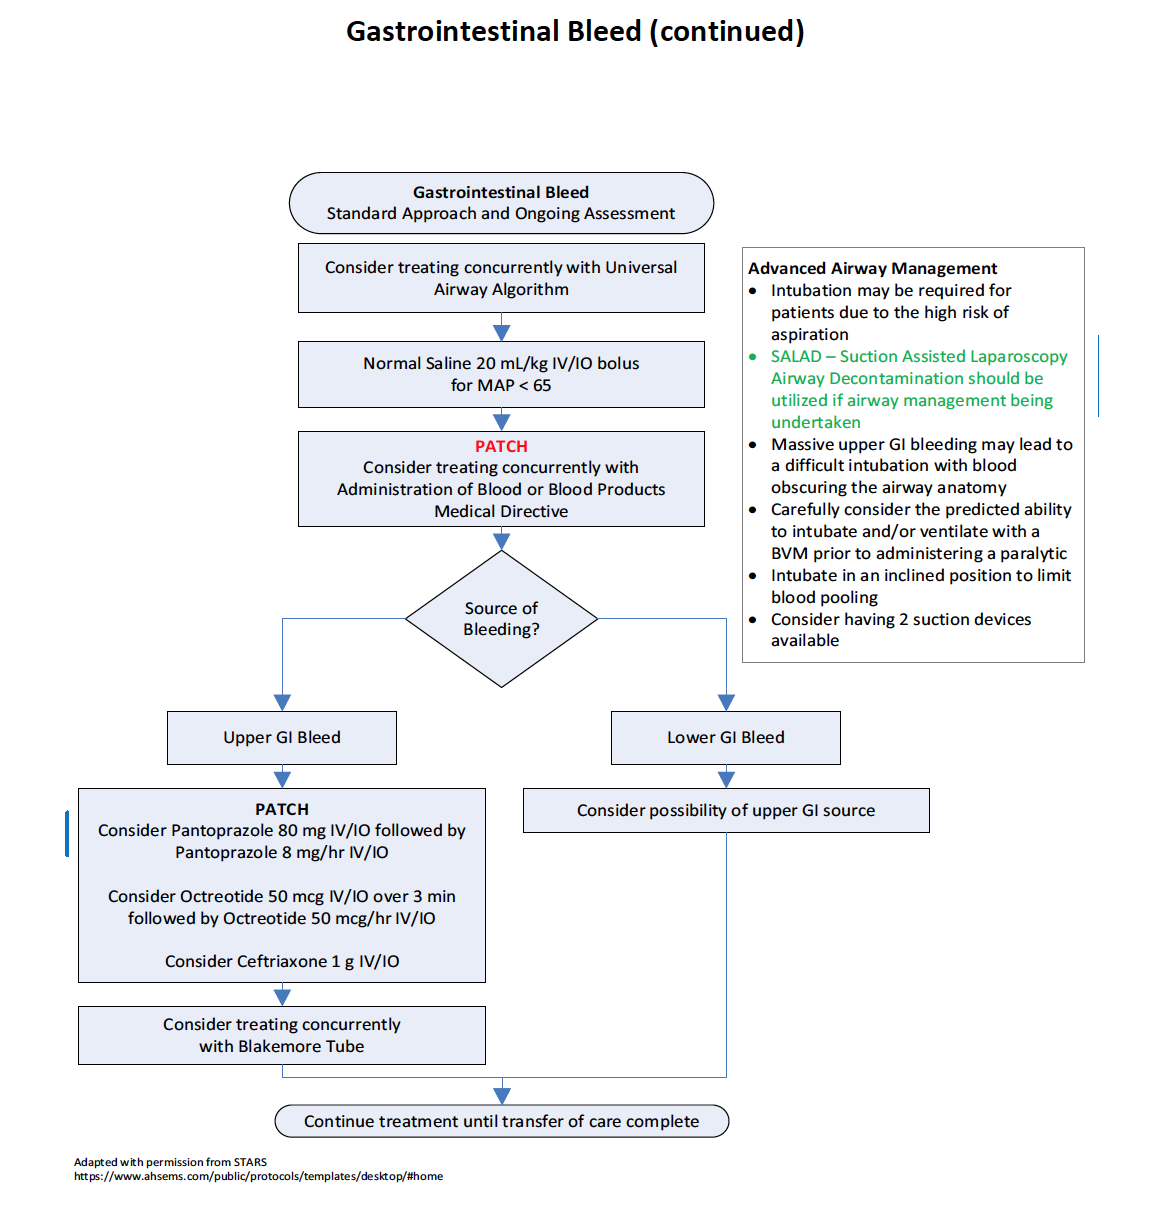 Gastrointestinal Bleed (continued)
Gastrointestinal Bleed
Standard Approach and Ongoing Assessment
Consider treating concurrently with Universal
Airway Algorithm
Normal Saline 20 mL/kg IV/IO bolus
for MAP < 65
PATCH
Consider treating concurrently with
Administration of Blood or Blood Products
Medical Directive
Advanced Airway Management
• Intubation may be required for
patients due to the high risk of
aspiration
• SALAD – Suction Assisted Laparoscopy
Airway Decontamination should be
utilized if airway management being
undertaken
• Massive upper GI bleeding may lead to
a difficult intubation with blood
obscuring the airway anatomy
• Carefully consider the predicted ability
to intubate and/or ventilate with a
BVM prior to administering a paralytic
• Intubate in an inclined position to limit
blood pooling
• Consider having 2 suction devices
available
Source of
Bleeding?
Upper GI Bleed
Lower GI Bleed
PATCH
Consider Pantoprazole 80 mg IV/IO followed by
Pantoprazole 8 mg/hr IV/IO
Consider Octreotide 50 mcg IV/IO over 3 min
followed by Octreotide 50 mcg/hr IV/IO
Consider Ceftriaxone 1 g IV/IO
Consider possibility of upper GI source
Consider treating concurrently
with Blakemore Tube
Continue treatment until transfer of care complete
Adapted with permission from STARS
https://www.ahsems.com/public/protocols/templates/desktop/#home